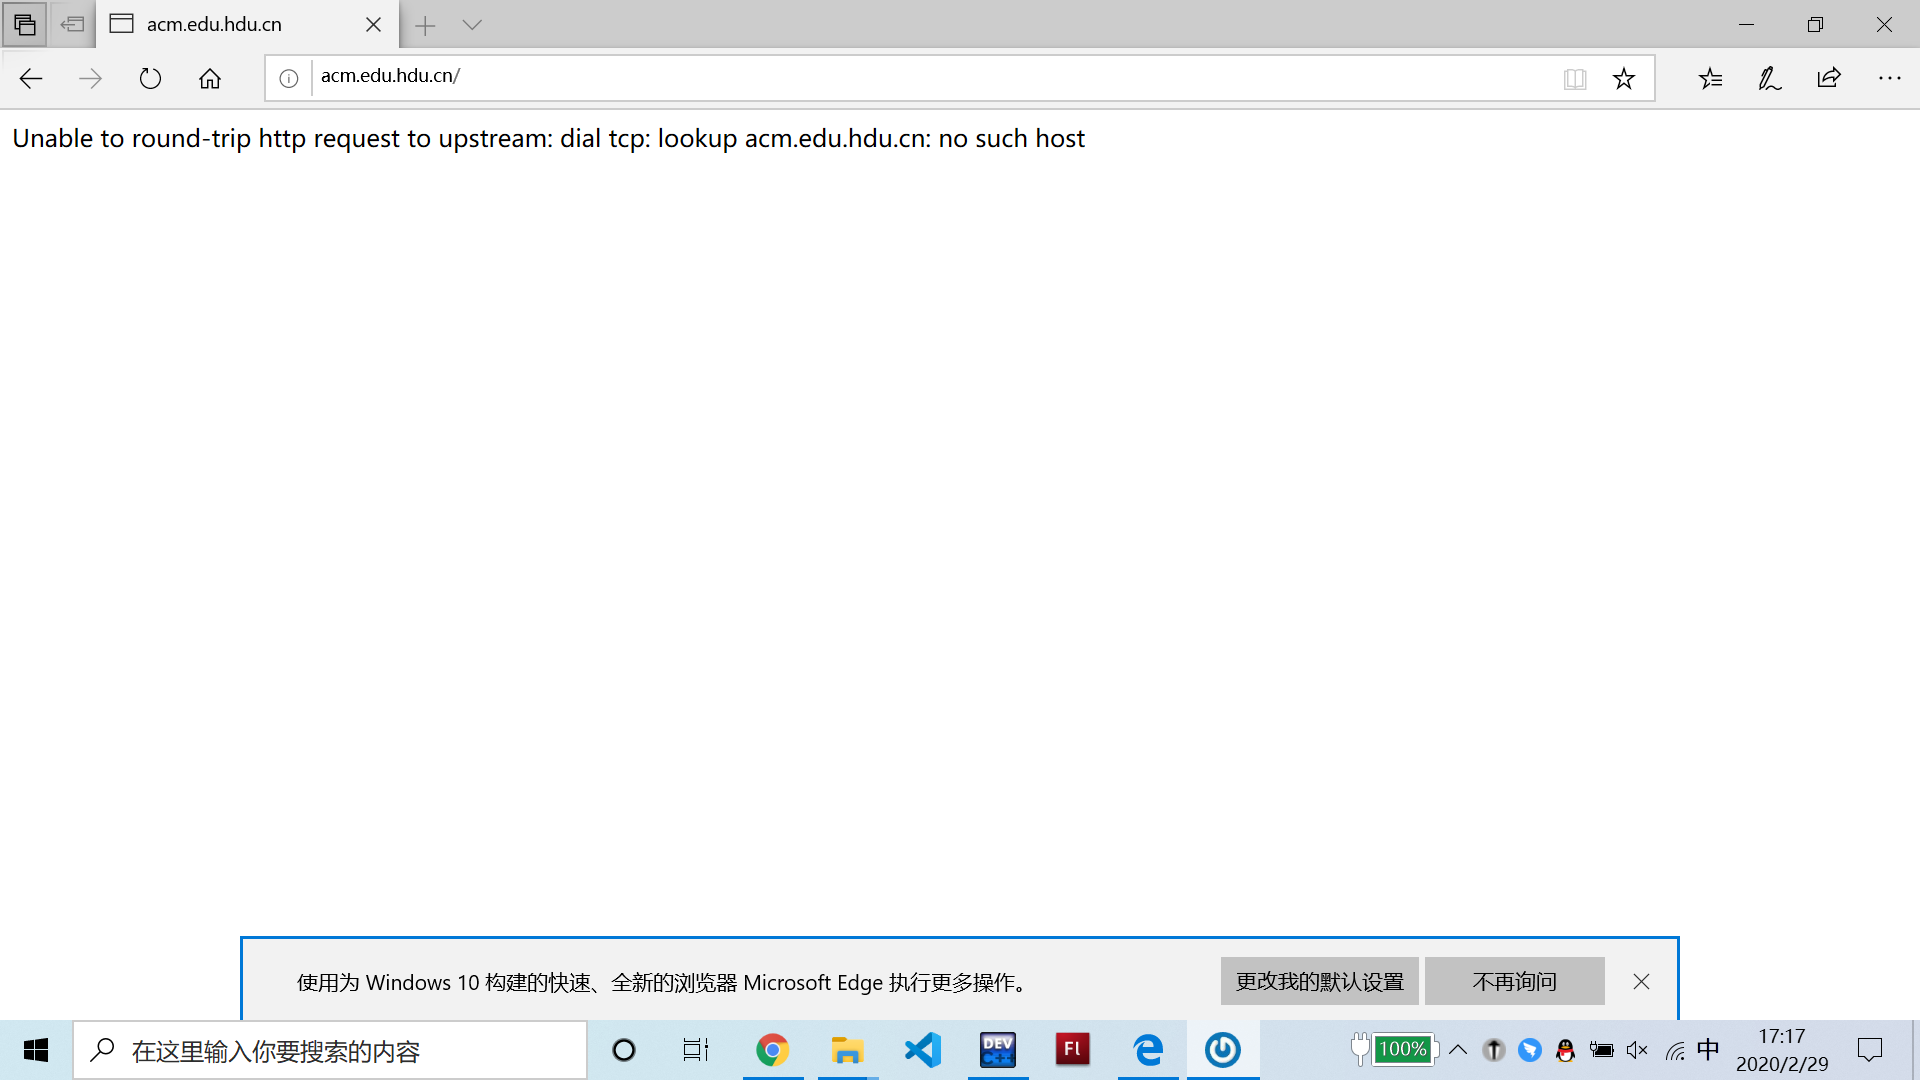 acm.edu.hdu.cn
acm.edu.hdu.cn/
Unable to round-trip http request to upstream: dial tcp: lookup acm.edu.hdu.cn: no such host
使用为 Windows 10 构建的快速、全新的浏览器 Microsoft Edge 执行更多操作。
更改我的默认设置
不再询问
在这里输入你要搜索的内容
DEV
C++
Fl
100%
中
17:17
2020/2/29